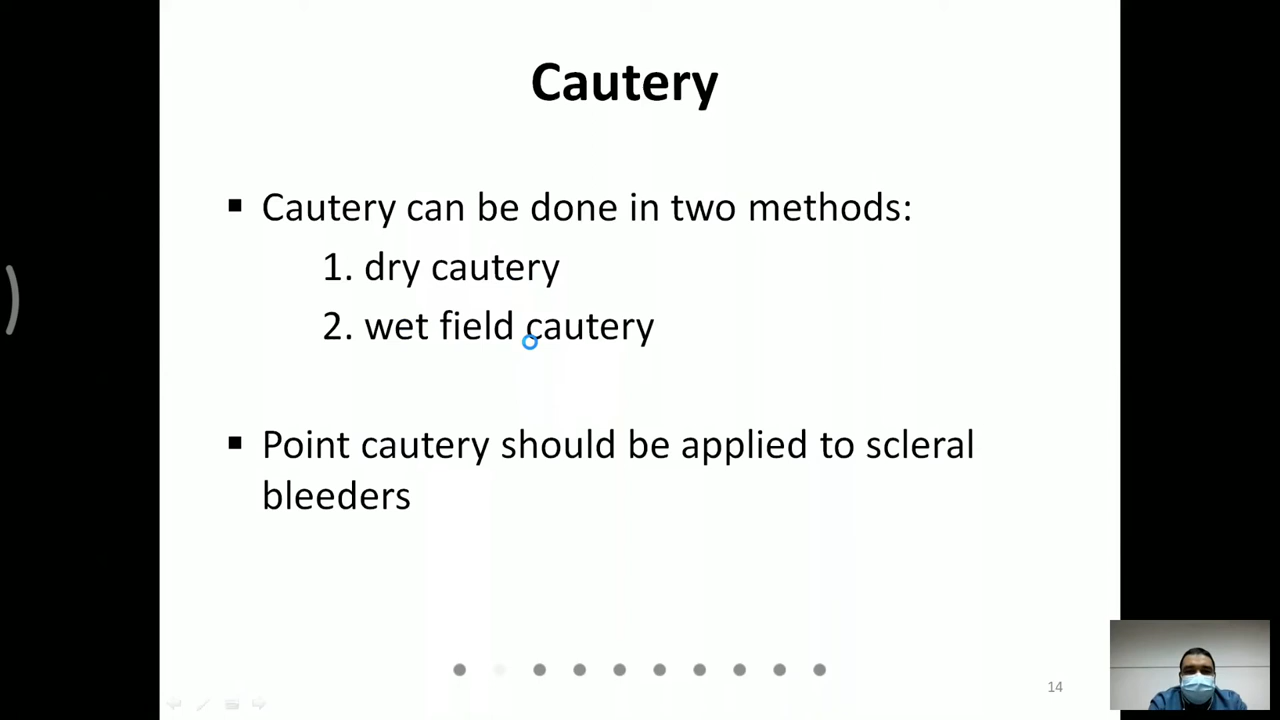 Cautery
▪ Cautery can be done in two methods:
1. dry cautery
2. wet field cautery
▪ Point cautery should be applied to scleral
bleeders
14